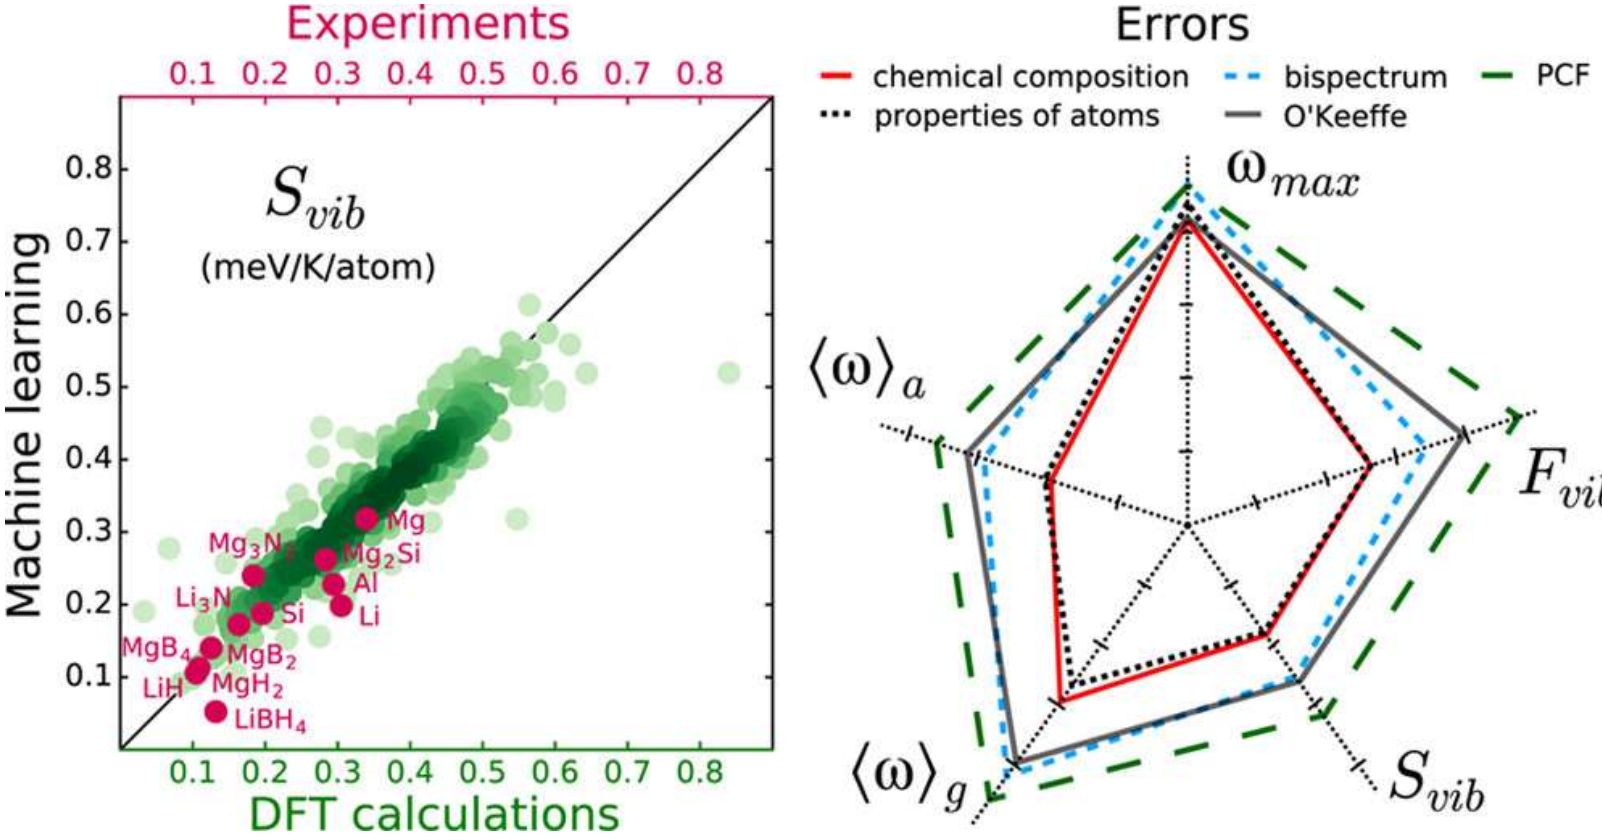 Experiments
0.1 0.2 0.3 0.4 0.5 0.6 0.7 0.8
Machine learning
0.8
0.7
0.6
0.5
0.4
0.3
0.2
0.1
S_vib
(meV/K/atom)
Mg
Mg₃N₂
Mg₂Si
Al
Li₃N
Si
Li
MgB₄
MgB₂
LiH
MgH₂
LiBH₄
0.1 0.2 0.3 0.4 0.5 0.6 0.7 0.8
DFT calculations
Errors
chemical composition
bispectrum
PCF
properties of atoms
O'Keeffe
ω_max
⟨ω⟩_a
F_vib
⟨ω⟩_g
S_vib